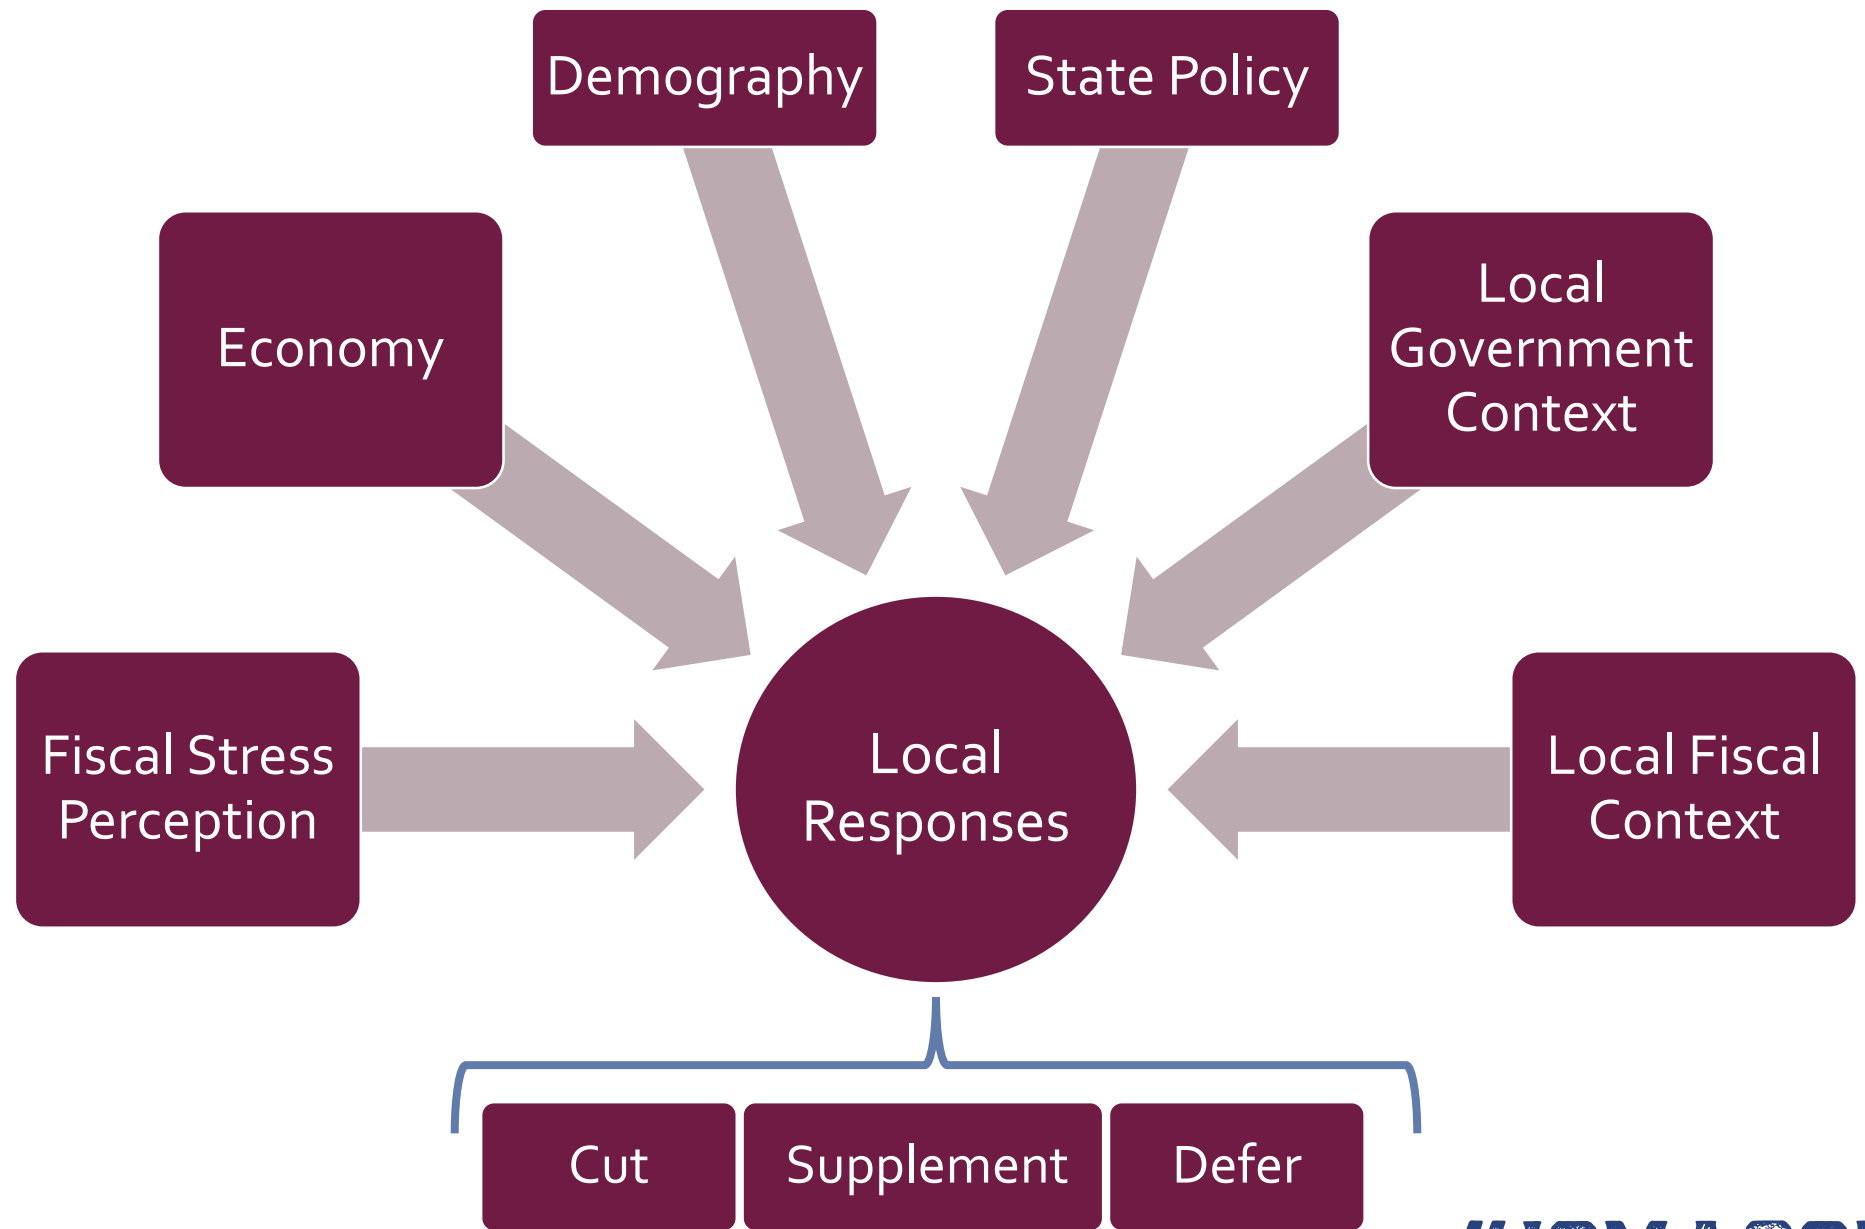 Demography
State Policy
Economy
Local
Government
Context
Fiscal Stress
Perception
Local
Responses
Local Fiscal
Context
Cut
Supplement
Defer